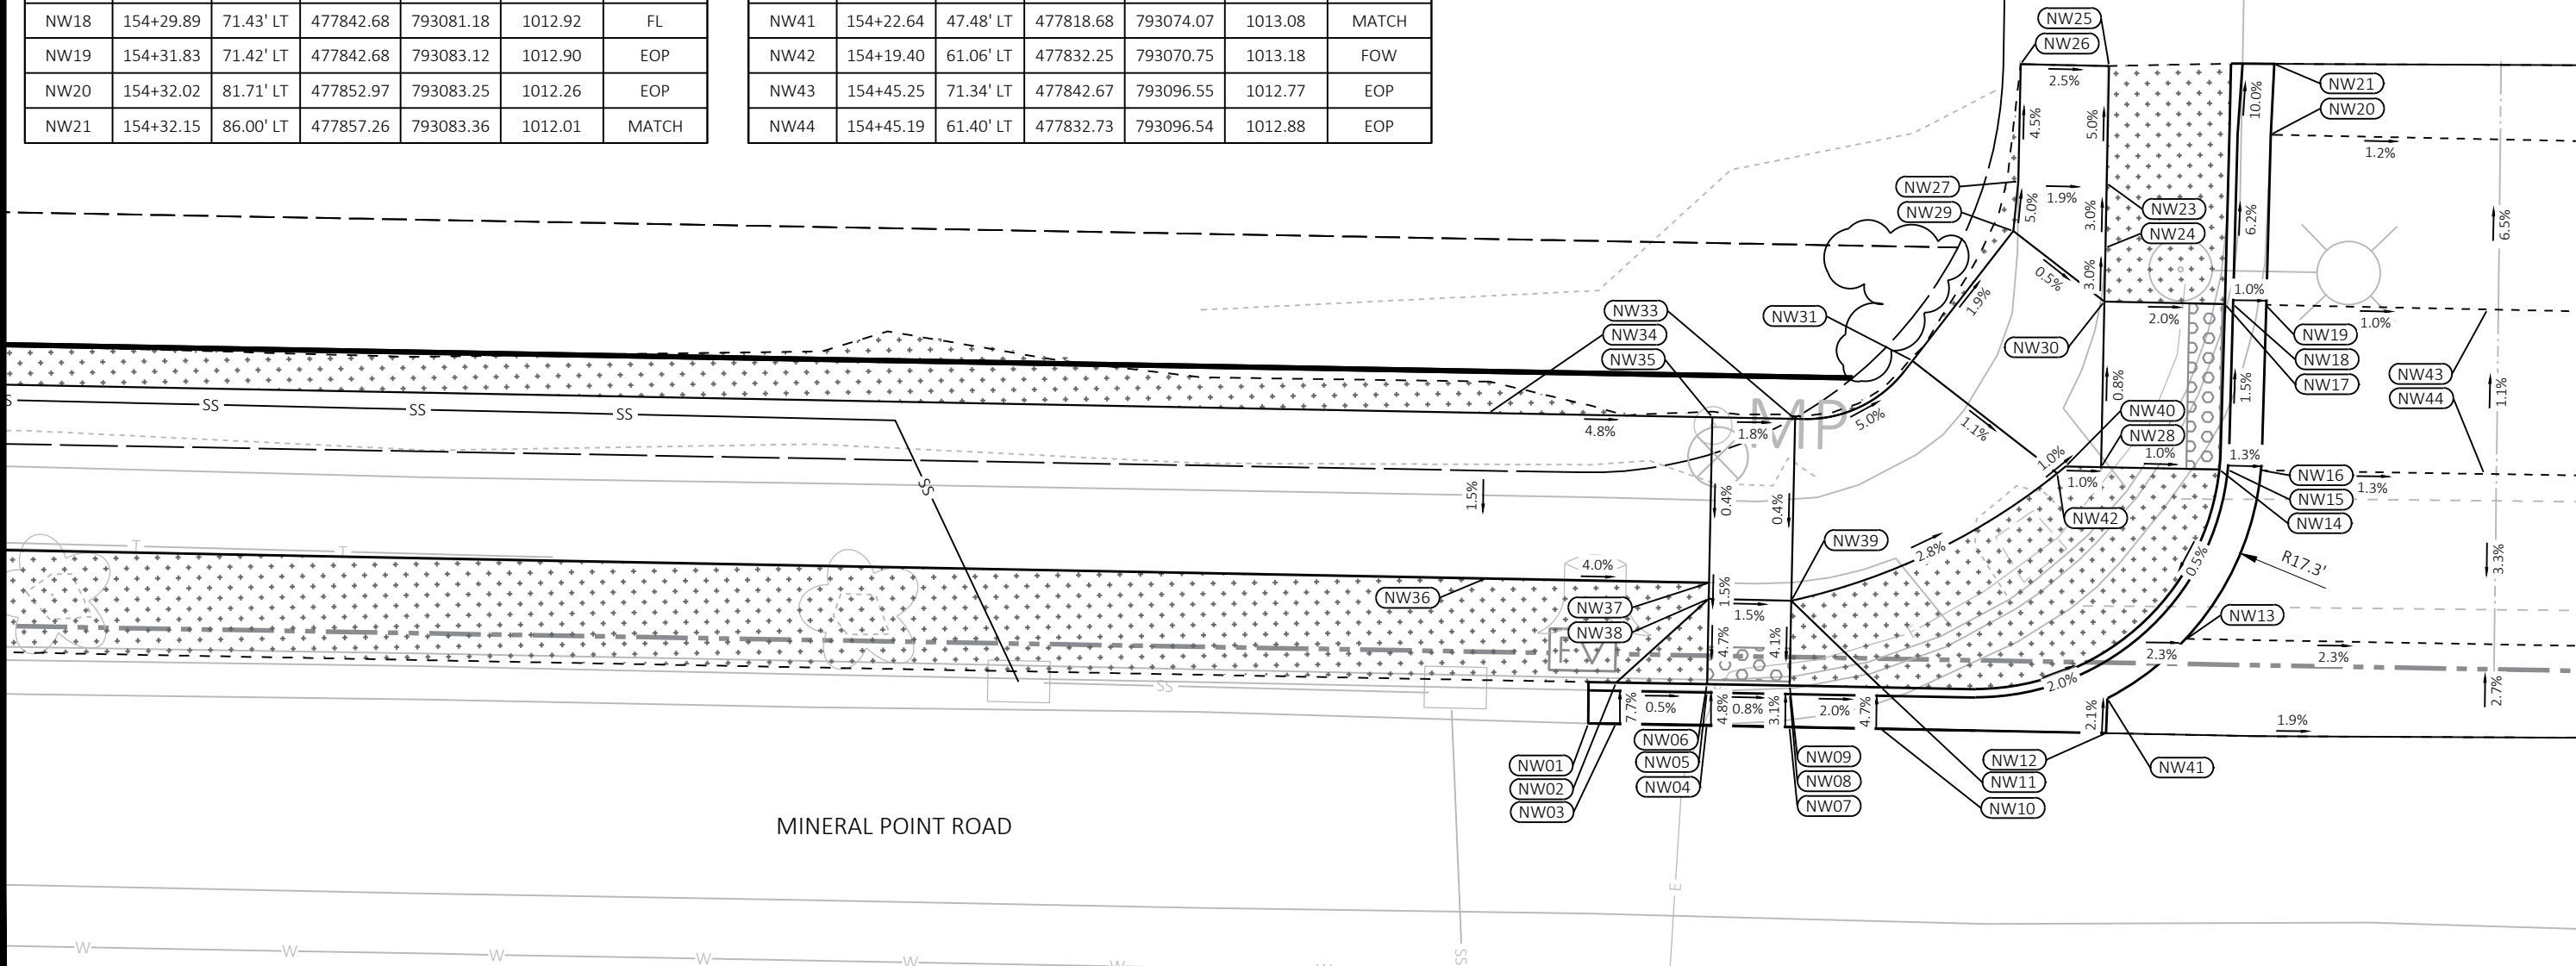 NW18 154+29.89 71.43' LT 477842.68 793081.18 1012.92 FL
NW19 154+31.83 71.42' LT 477842.68 793083.12 1012.90 EOP
NW20 154+32.02 81.71' LT 477852.97 793083.25 1012.26 EOP
NW21 154+32.15 86.00' LT 477857.26 793083.36 1012.01 MATCH
NW41 154+22.64 47.48' LT 477818.68 793074.07 1013.08 MATCH
NW42 154+19.40 61.06' LT 477832.25 793070.75 1013.18 FOW
NW43 154+45.25 71.34' LT 477842.67 793096.55 1012.77 EOP
NW44 154+45.19 61.40' LT 477832.73 793096.54 1012.88 EOP
NW25
NW26
2.5%
NW21
NW20
10.0%
4.5%
5.0%
1.2%
NW27
NW29
5.0%
1.9%
3.0%
NW23
NW24
6.2%
6.5%
0.5%
3.0%
1.0%
1.9%
NW33
NW34
NW35
NW31
2.0%
1.0%
NW30
NW19
NW18
NW17
NW43
NW44
0.8%
1.5%
1.1%
S
SS
SS
SS
MP
4.8%
1.8%
5.0%
1.1%
NW40
NW28
1.0%
1.0%
1.0%
1.3%
NW16
NW15
NW14
1.3%
SS
1.5%
0.4%
0.4%
NW42
NW39
2.8%
T
T
4.0%
0.5%
R17.3'
3.3%
NW36
NW37
NW38
1.5%
1.5%
NW13
FV
4.7%
4.1%
2.3%
2.3%
SS
2.0%
7.7%
0.5%
4.8%
0.8%
3.1%
2.0%
4.7%
2.1%
1.9%
2.7%
NW06
NW05
NW04
NW01
NW02
NW03
NW09
NW08
NW07
NW12
NW11
NW10
NW41
MINERAL POINT ROAD
E
SS
W
W
W
W
W
W